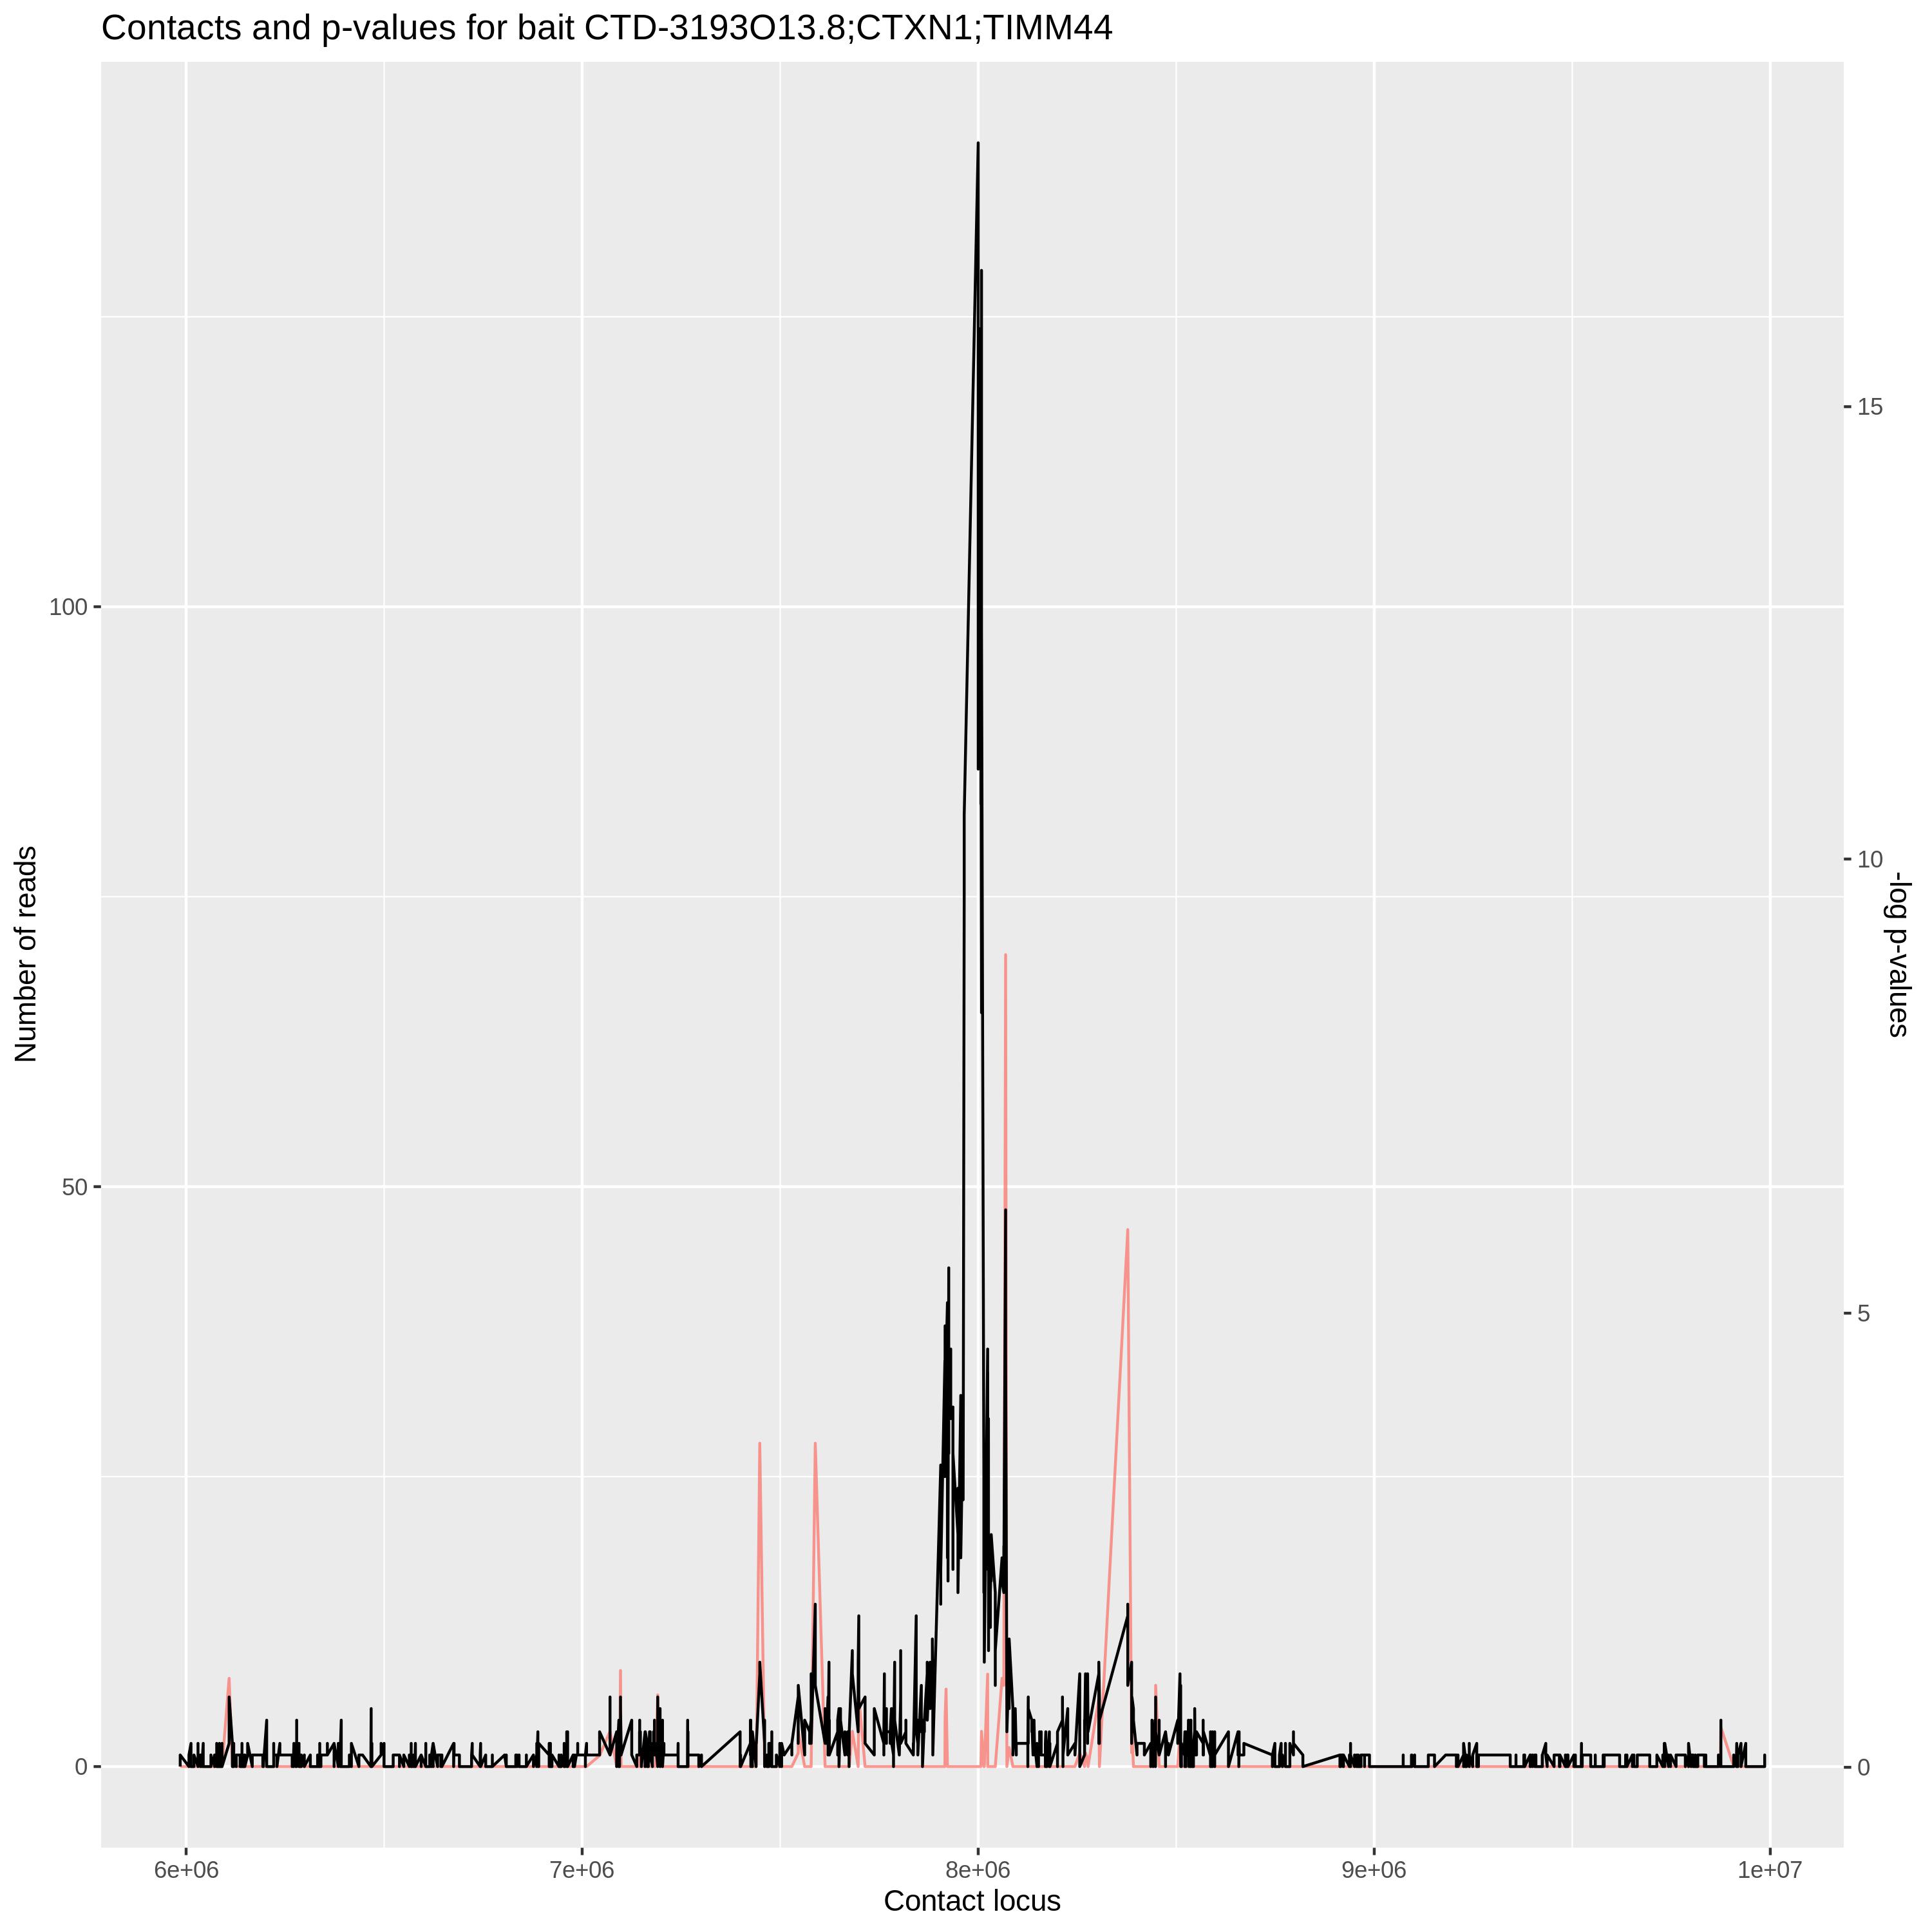 Contacts and p-values for bait CTD-3193O13.8;CTXN1;TIMM44
Number of reads
100
50
0
15
10
5
0
-log p-values
6e+06
7e+06
8e+06
9e+06
1e+07
Contact locus